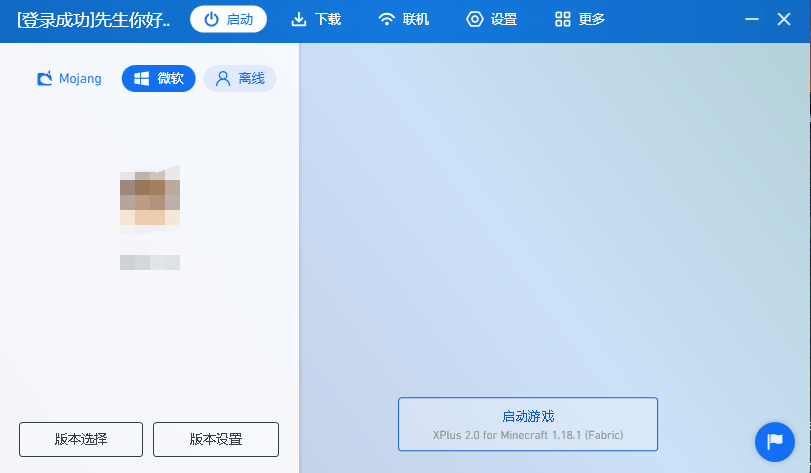 [登录成功]先生你好..
启动
下载
联机
设置
更多
Mojang
微软
离线
版本选择
版本设置
启动游戏
XPlus 2.0 for Minecraft 1.18.1 (Fabric)